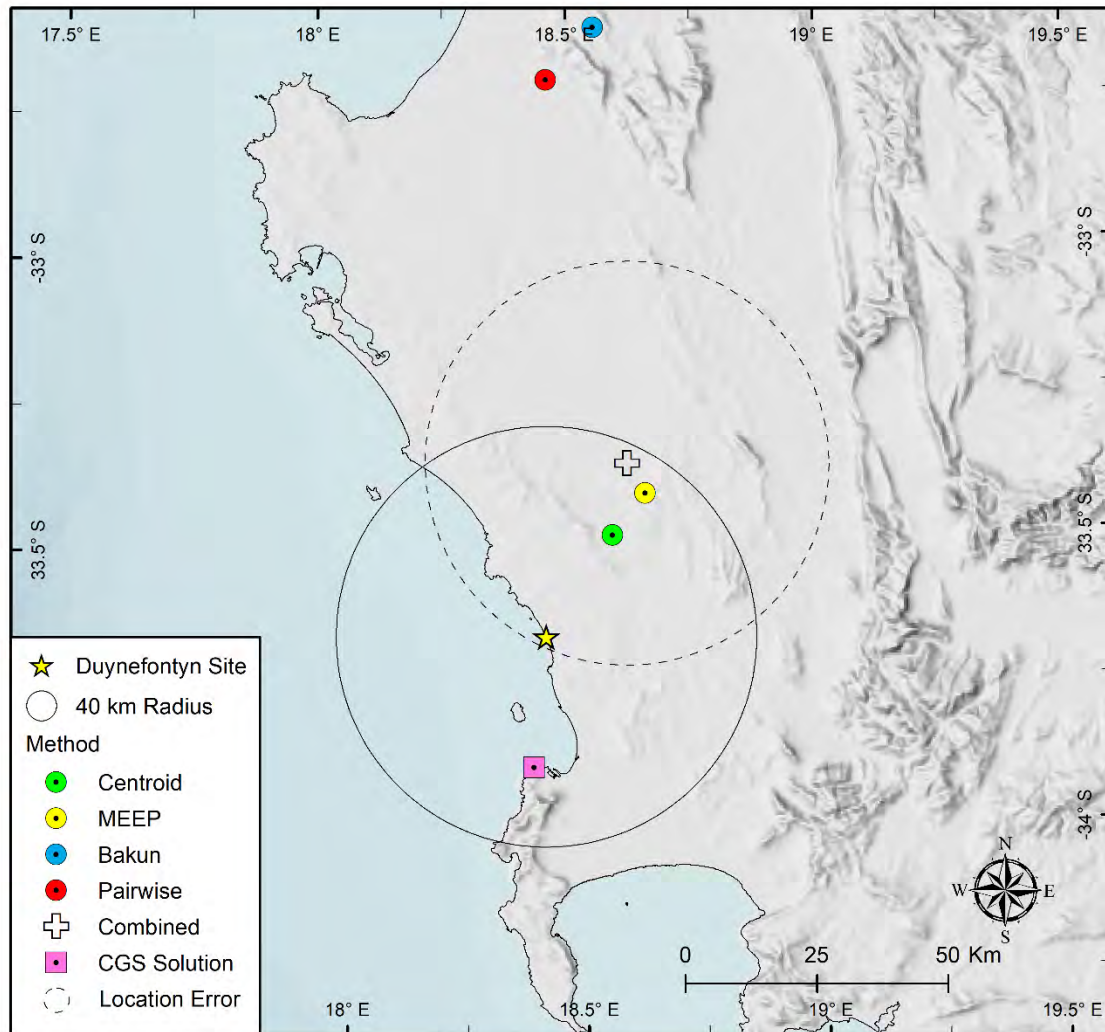 17.5° E 18° E 18.5° E 19° E 19.5° E
-33° S -33° S
33.5° S 33.5° S
-34° S
Duynefontyn Site
40 km Radius
Method
Centroid
MEEP
Bakun
Pairwise
Combined
CGS Solution
Location Error
N
W E
S
0 25 50 Km
18° E 18.5° E 19° E 19.5° E